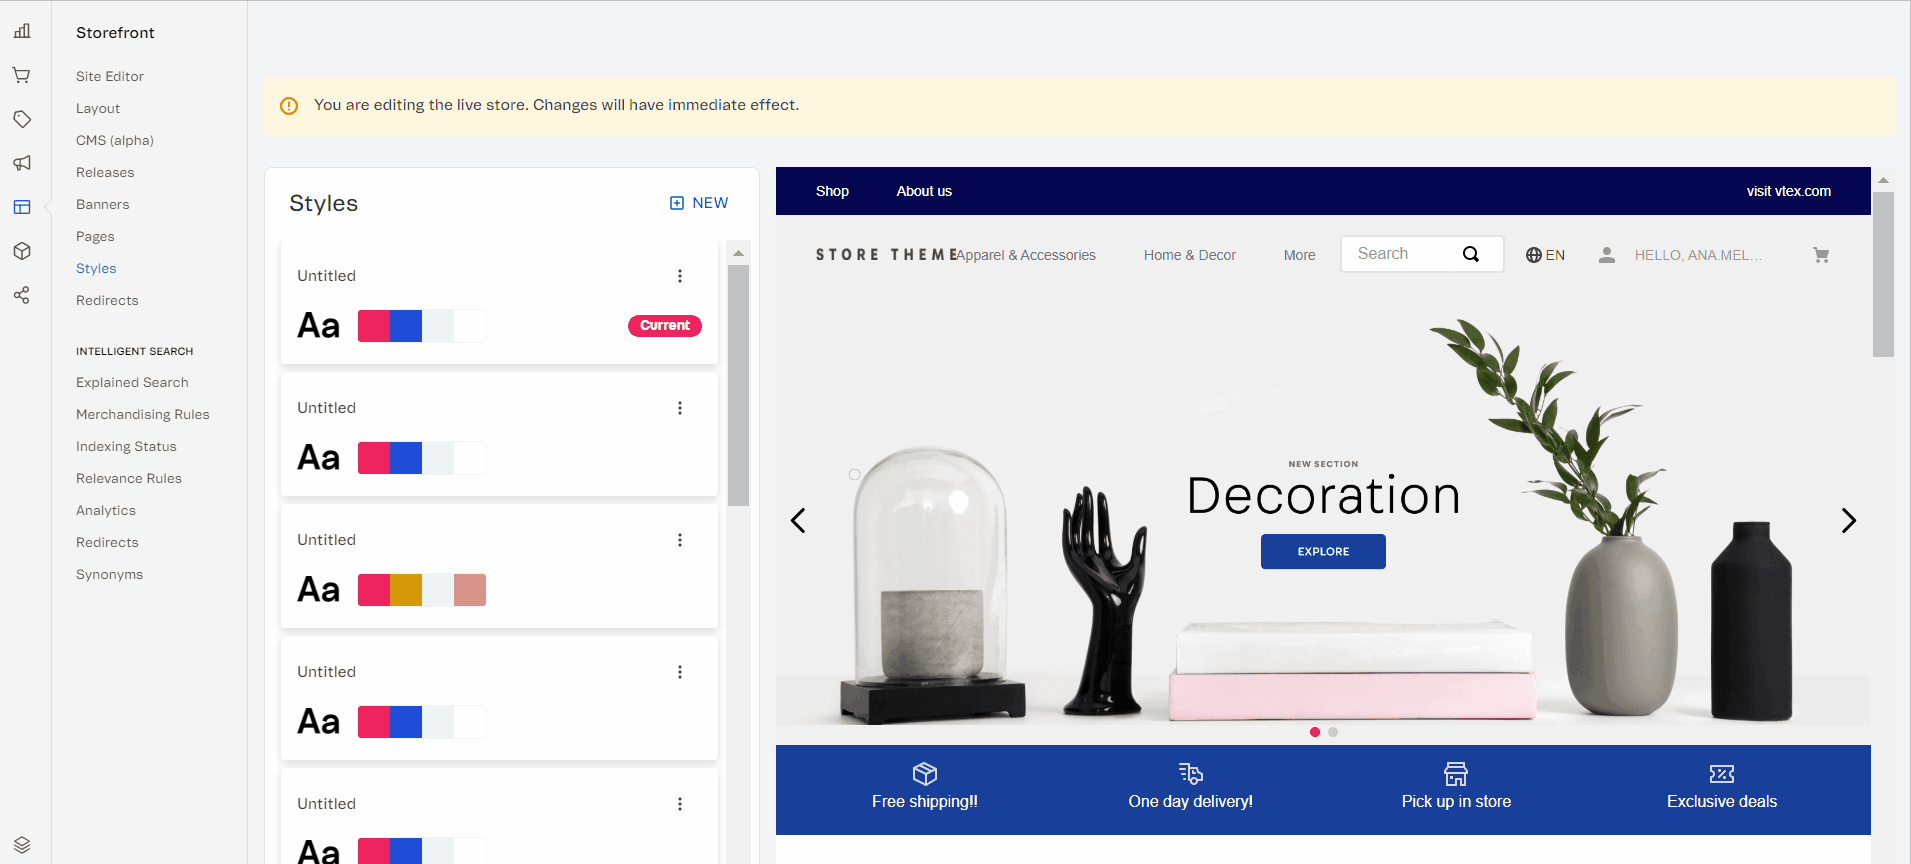 Storefront
Site Editor
Layout
CMS (alpha)
Releases
Banners
Pages
Styles
Redirects
INTELLIGENT SEARCH
Explained Search
Merchandising Rules
Indexing Status
Relevance Rules
Analytics
Redirects
Synonyms
You are editing the live store. Changes will have immediate effect.
Styles
NEW
Untitled
Aa
Current
Untitled
Aa
Untitled
Aa
Untitled
Aa
Untitled
Aa
Shop About us visit vtex.com
STORE THEME Apparel & Accessories Home & Decor More Search EN HELLO, ANA.MEL...
NEW SECTION
Decoration
EXPLORE
Free shipping!! One day delivery! Pick up in store Exclusive deals